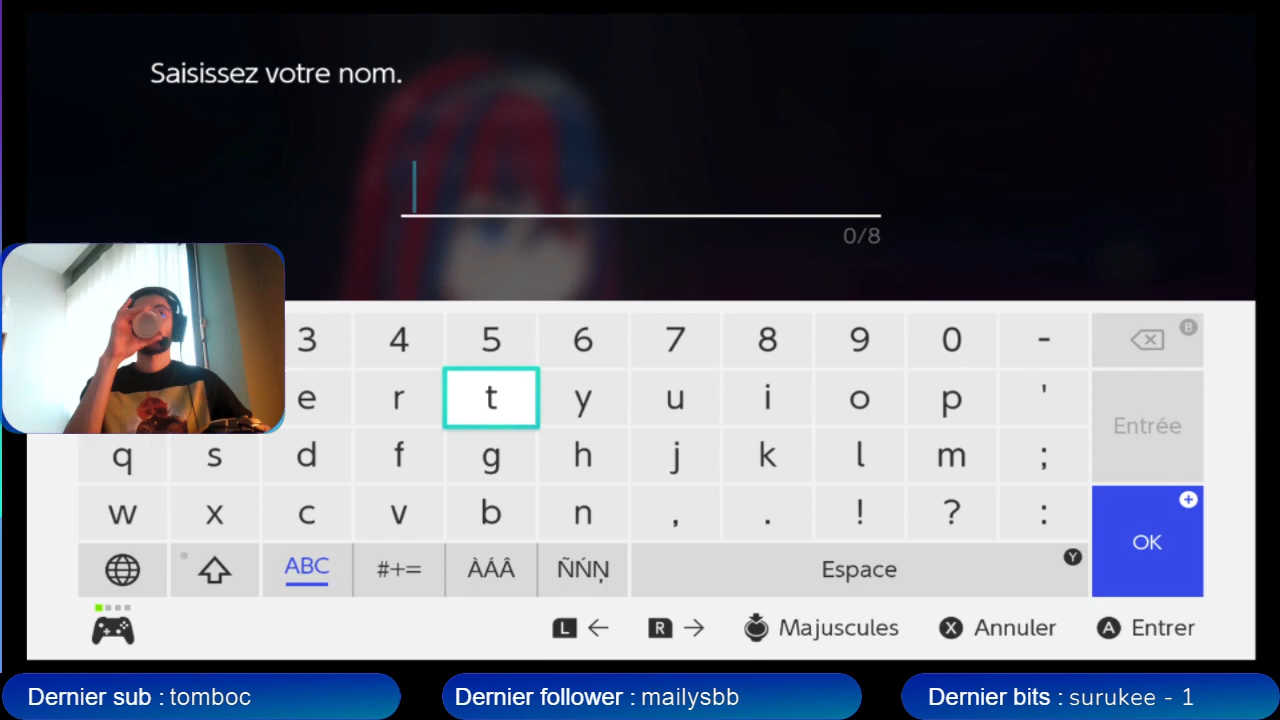 Saisissez votre nom.
0/8
3 4 5 6 7 8 9 0 -
e r t y u i o p '
Entrée
q s d f g h j k l m ;
w x c v b n , . ! ? :
OK
ABC #+= ÀÁÂ ÑŃŅ Espace Y
L ← R → Majuscules X Annuler A Entrer
Dernier sub : tomboc
Dernier follower : mailysbb
Dernier bits : surukee - 1